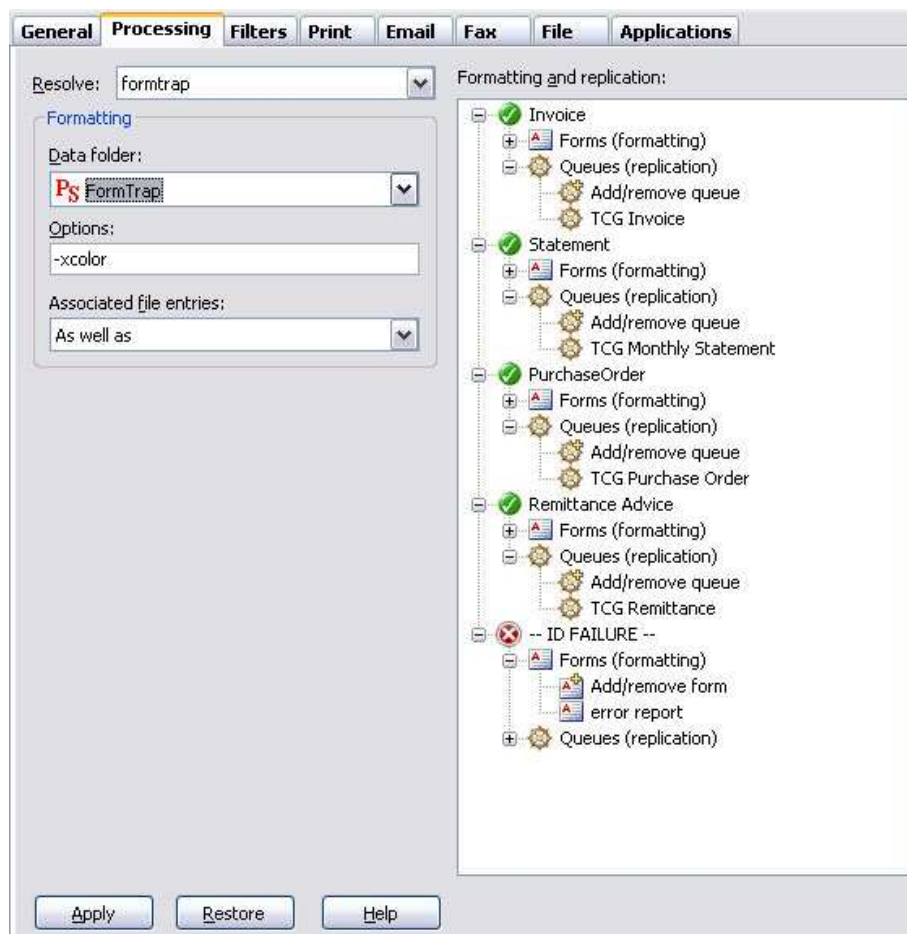 General Processing Filters Print Email Fax File Applications
Resolve: formtrap
Formatting
Data folder:
PS FormTrap
Options:
-xcolor
Associated file entries:
As well as
Formatting and replication:
Invoice
Forms (formatting)
Queues (replication)
Add/remove queue
TCG Invoice
Statement
Forms (formatting)
Queues (replication)
Add/remove queue
TCG Monthly Statement
PurchaseOrder
Forms (formatting)
Queues (replication)
Add/remove queue
TCG Purchase Order
Remittance Advice
Forms (formatting)
Queues (replication)
Add/remove queue
TCG Remittance
-- ID FAILURE --
Forms (formatting)
Add/remove form
error report
Queues (replication)
Apply Restore Help